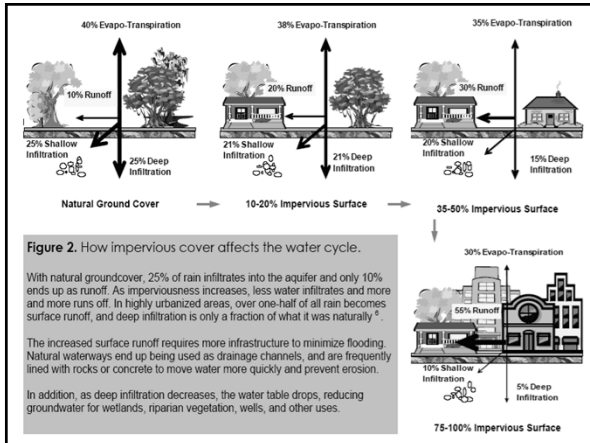 40% Evapo-Transpiration
10% Runoff
25% Shallow
Infiltration
25% Deep
Infiltration
Natural Ground Cover
38% Evapo-Transpiration
20% Runoff
21% Shallow
Infiltration
21% Deep
Infiltration
10-20% Impervious Surface
35% Evapo-Transpiration
30% Runoff
20% Shallow
Infiltration
15% Deep
Infiltration
35-50% Impervious Surface
30% Evapo-Transpiration
55% Runoff
10% Shallow
Infiltration
5% Deep
Infiltration
75-100% Impervious Surface
Figure 2. How impervious cover affects the water cycle.
With natural groundcover, 25% of rain infiltrates into the aquifer and only 10%
ends up as runoff. As imperviousness increases, less water infiltrates and more
and more runs off. In highly urbanized areas, over one-half of all rain becomes
surface runoff, and deep infiltration is only a fraction of what it was naturally 6.
The increased surface runoff requires more infrastructure to minimize flooding.
Natural waterways end up being used as drainage channels, and are frequently
lined with rocks or concrete to move water more quickly and prevent erosion.
In addition, as deep infiltration decreases, the water table drops, reducing
groundwater for wetlands, riparian vegetation, wells, and other uses.